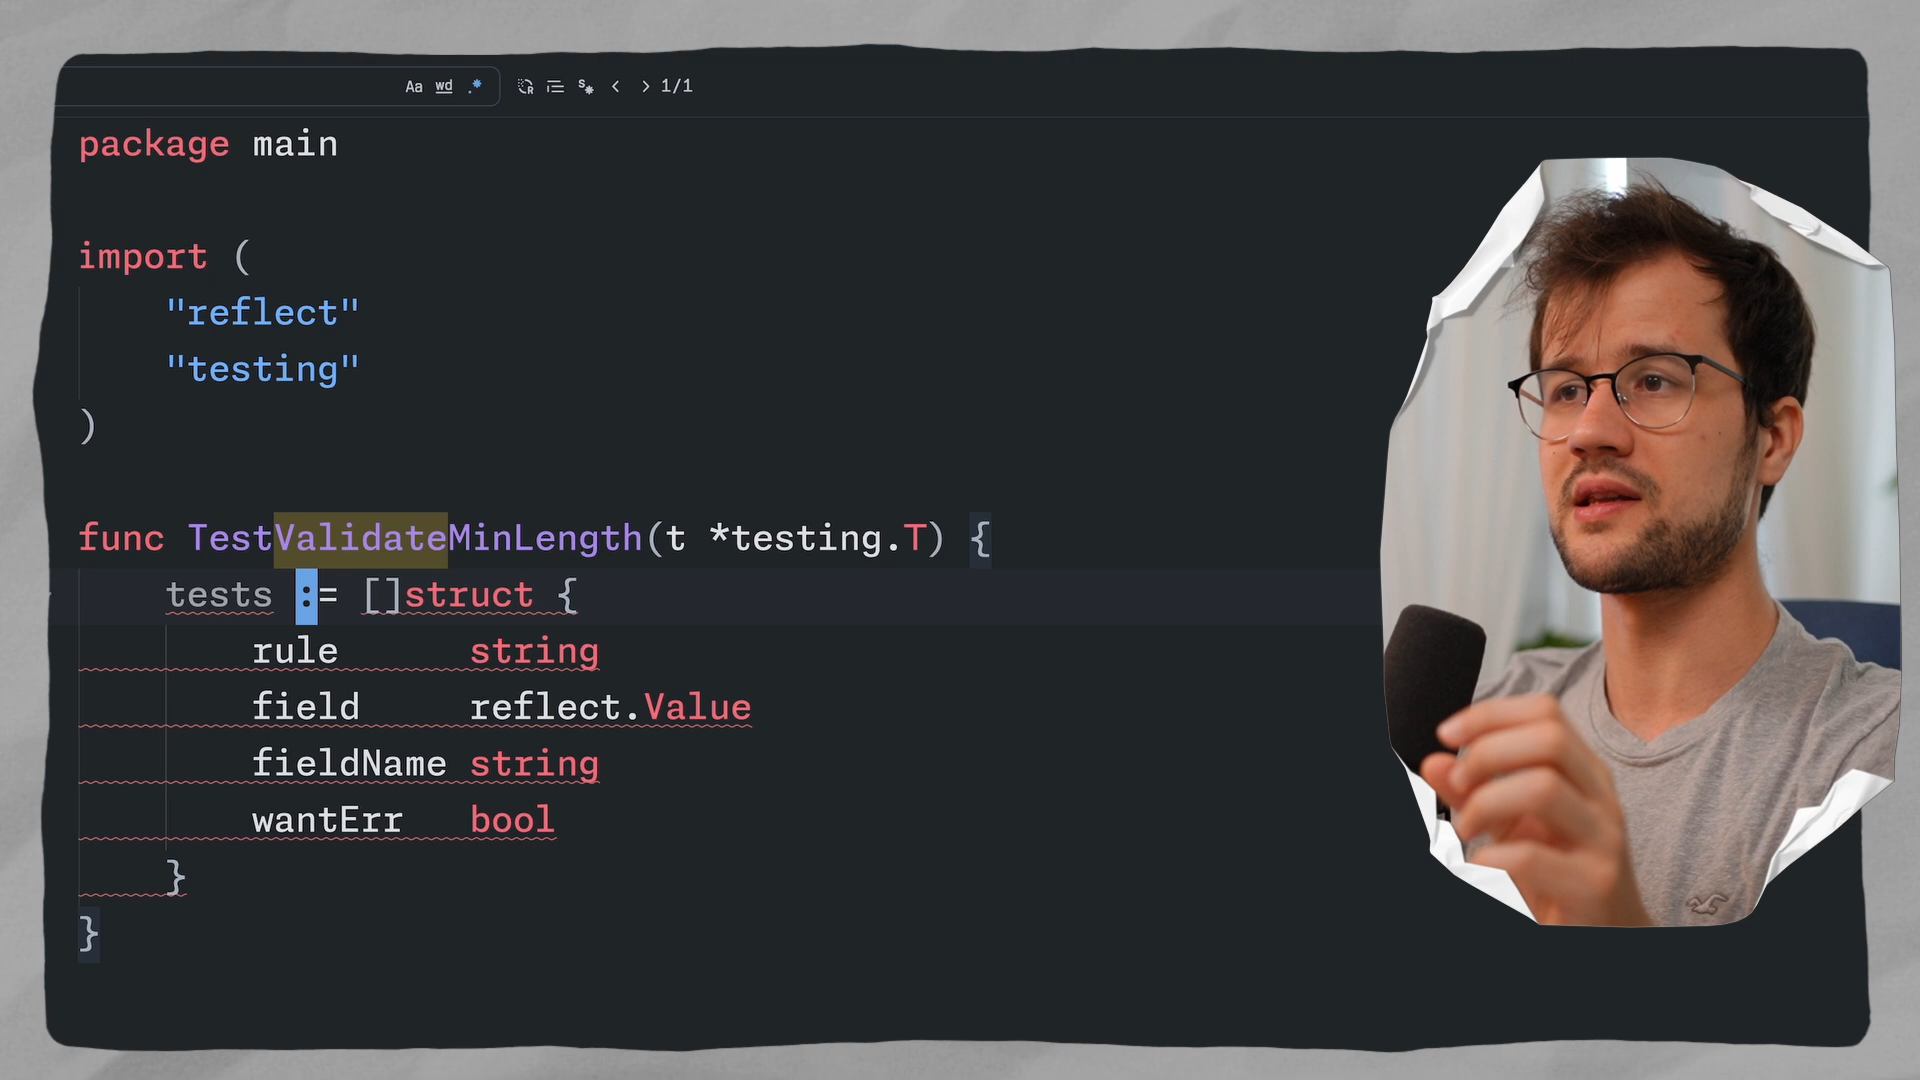 Aa wd .* 1/1
package main
import (
"reflect"
"testing"
)
func TestValidateMinLength(t *testing.T) {
tests := []struct {
rule string
field reflect.Value
fieldName string
wantErr bool
}
}